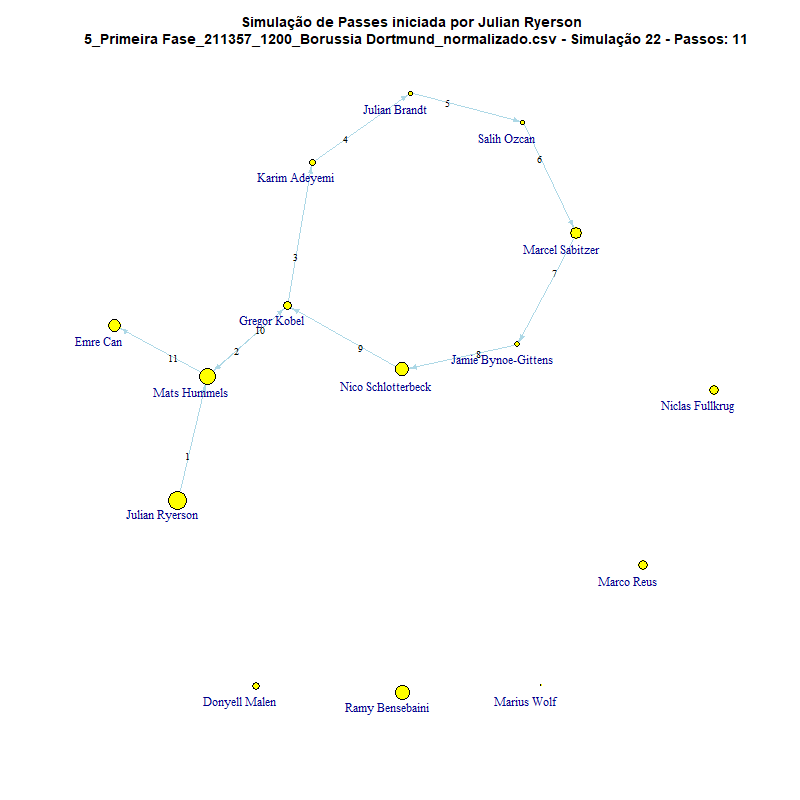 Simulação de Passes iniciada por Julian Ryerson
5_Primeira Fase_211357_1200_Borussia Dortmund_normalizado.csv - Simulação 22 - Passos: 11
Julian Brandt
5
Salih Ozcan
4
6
Karim Adeyemi
Marcel Sabitzer
3
7
Gregor Kobel
10
Emre Can
2
9
8
11
Jamie Bynoe-Gittens
Mats Hummels
Nico Schlotterbeck
Niclas Fullkrug
1
Julian Ryerson
Marco Reus
Donyell Malen
Ramy Bensebaini
Marius Wolf